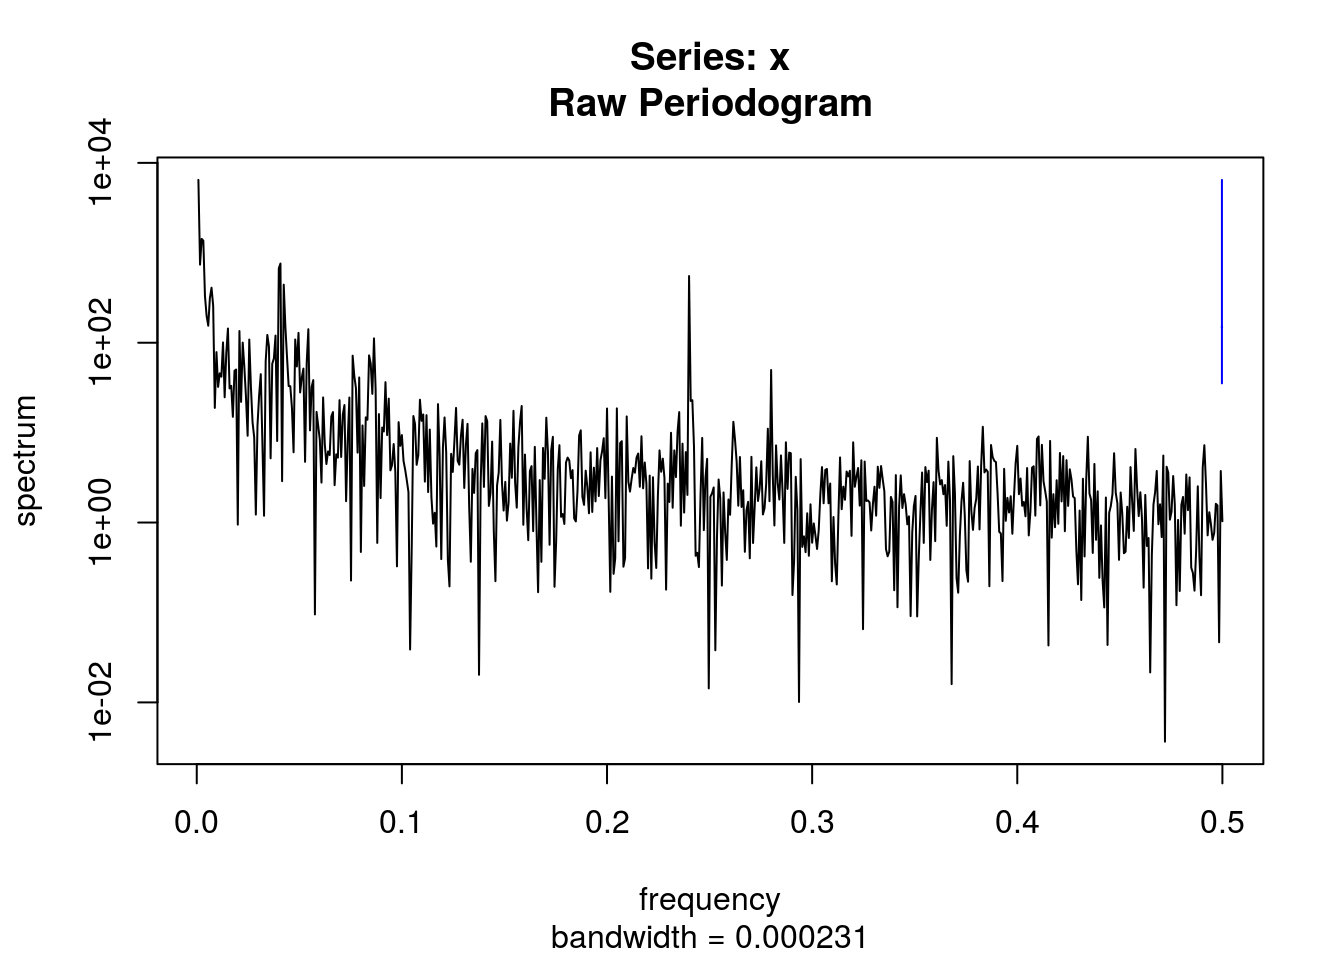 Series: x
Raw Periodogram
1e+04
1e+02
1e+00
1e-02
spectrum
0.0 0.1 0.2 0.3 0.4 0.5
frequency
bandwidth = 0.000231